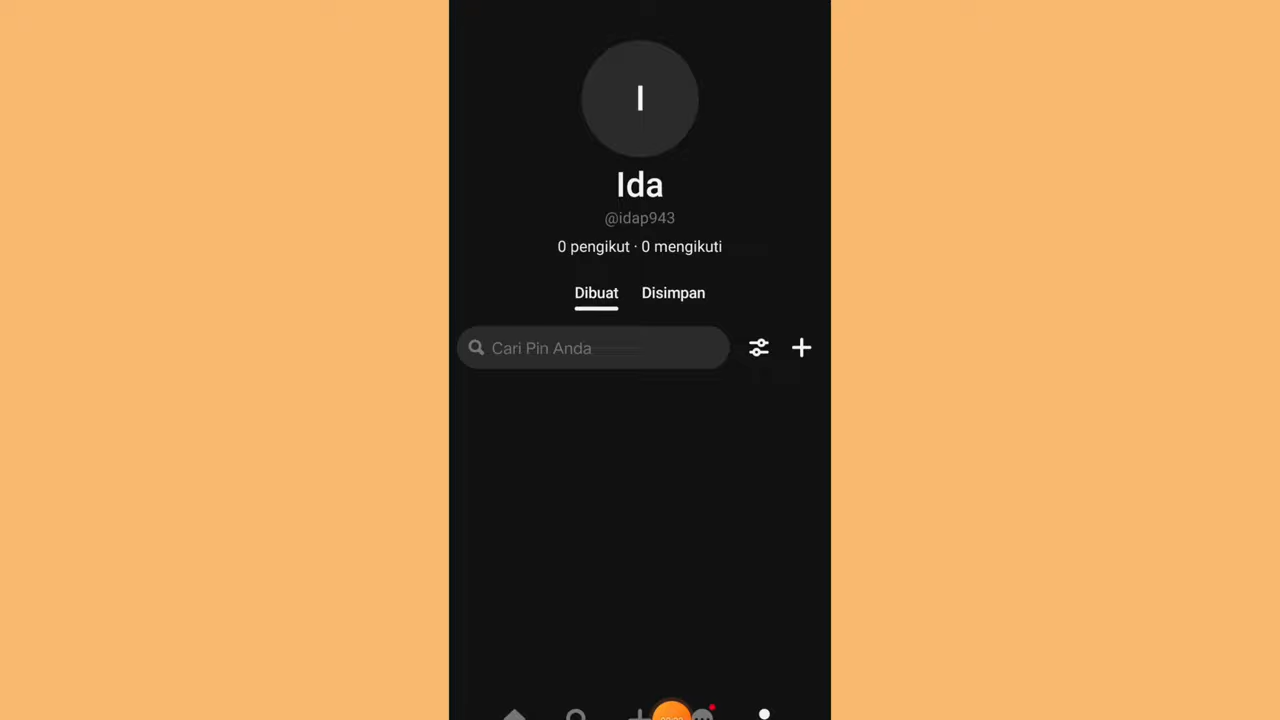 I
Ida
@idap943
0 pengikut · 0 mengikuti
Dibuat Disimpan
Cari Pin Anda